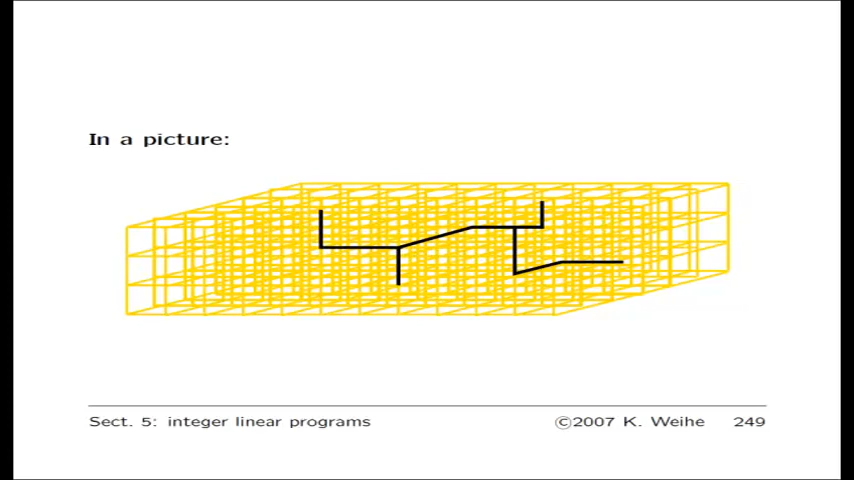 In a picture:
Sect. 5: integer linear programs
©2007 K. Weihe 249